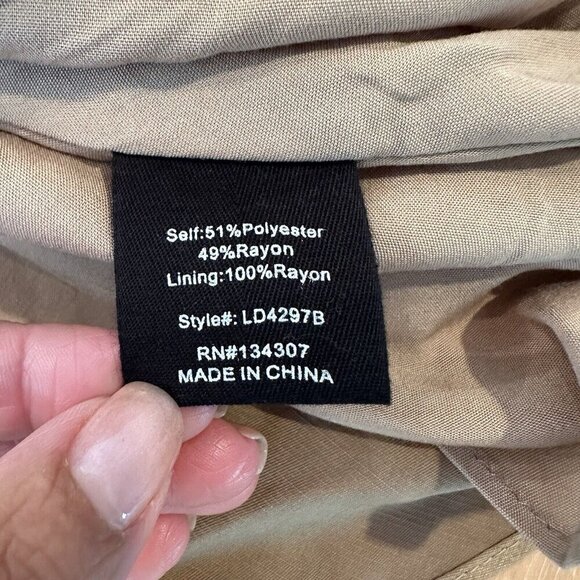 Self:51%Polyester
49%Rayon
Lining:100%Rayon
Style#: LD4297B
RN#134307
MADE IN CHINA